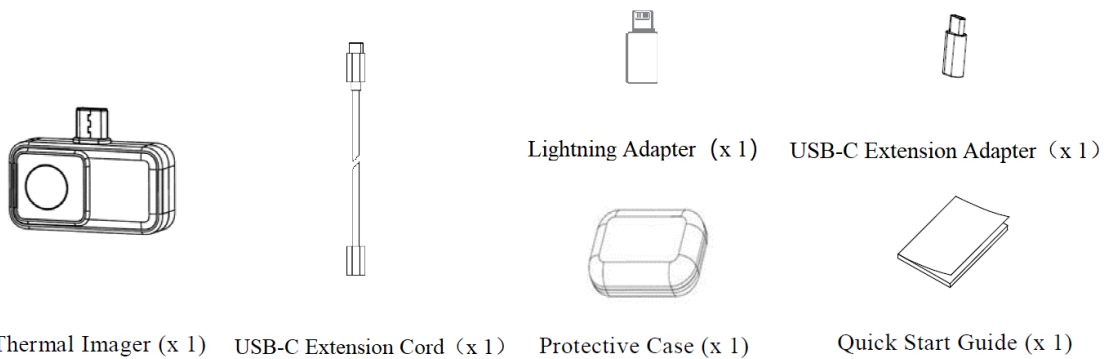 Lightning Adapter（x 1）
USB-C Extension Adapter（x 1）
Thermal Imager (x 1)
USB-C Extension Cord（x 1）
Protective Case (x 1)
Quick Start Guide (x 1)